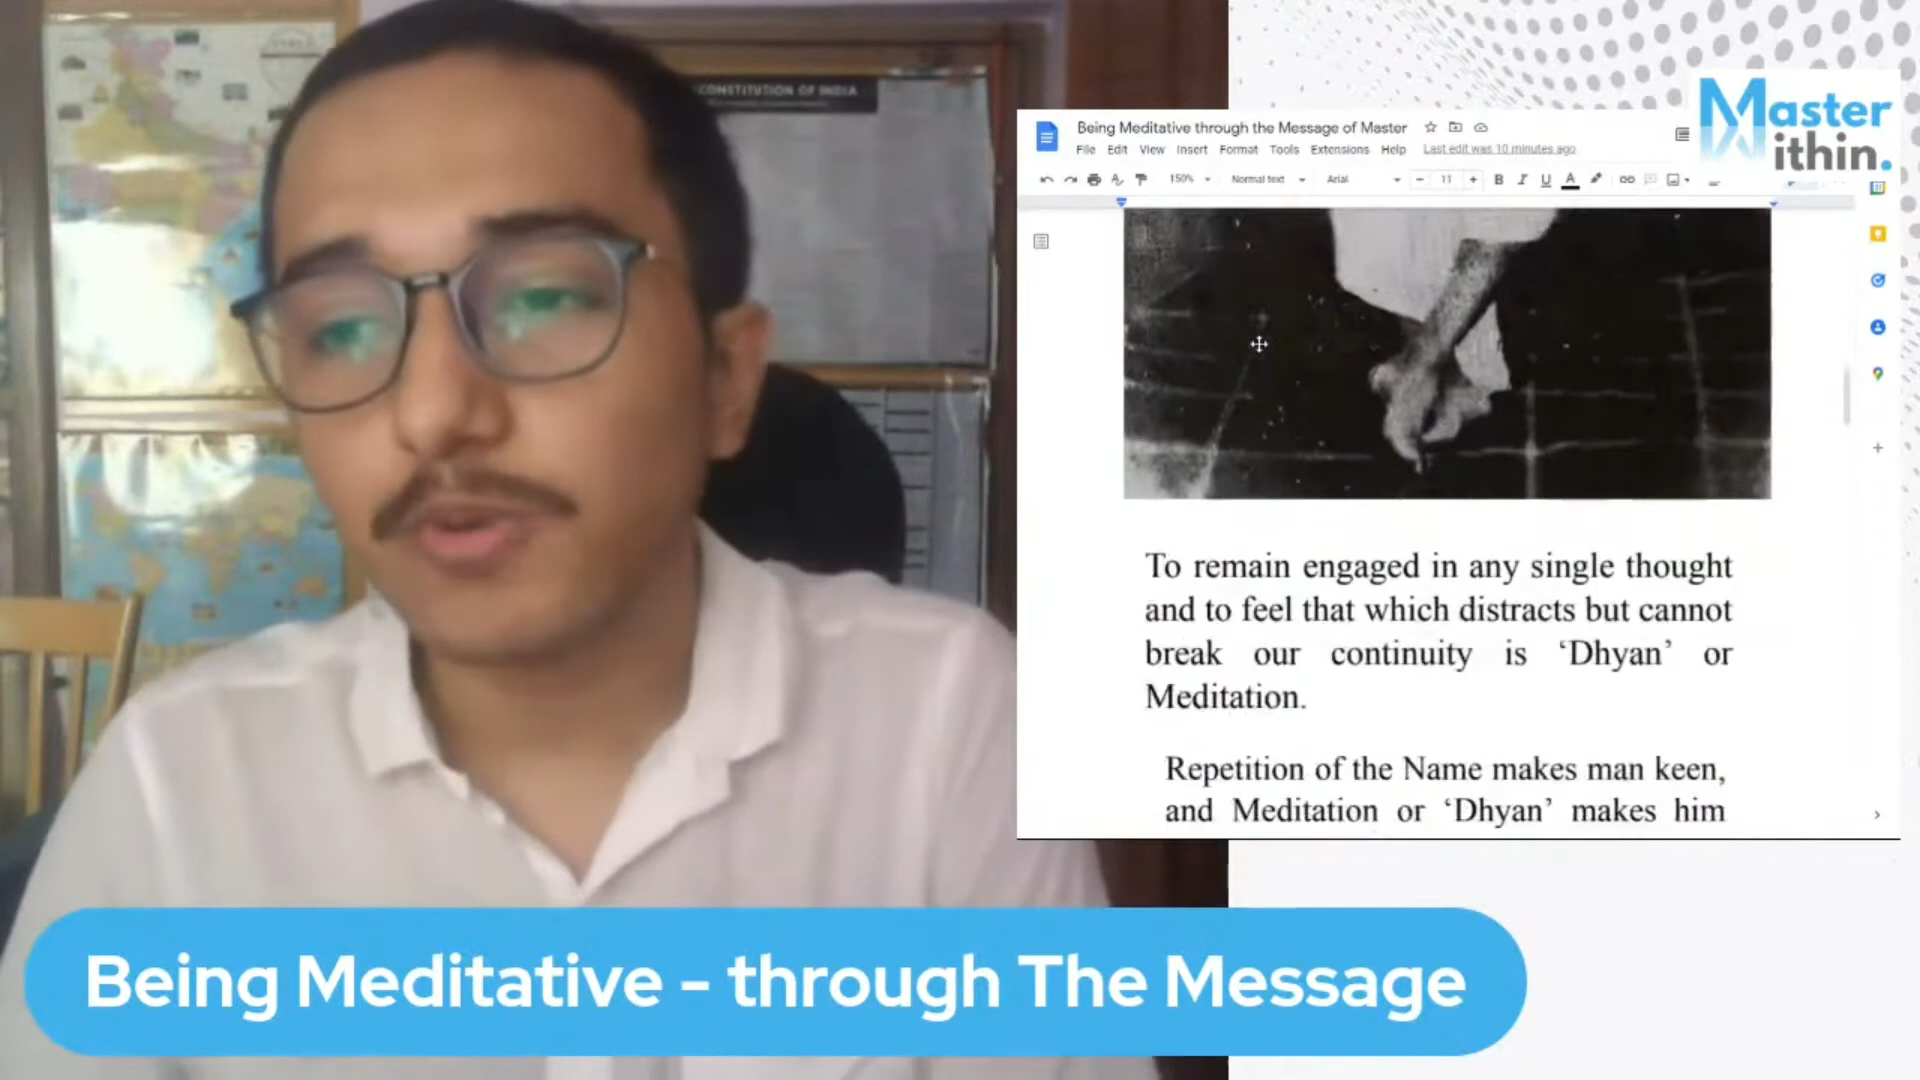 CONSTITUTION OF INDIA
Master
ithin.
Being Meditative through the Message of Master
File Edit View Insert Format Tools Extensions Help Last edit was 10 minutes ago
150% Normal text Arial 11 B I U A
To remain engaged in any single thought
and to feel that which distracts but cannot
break our continuity is ‘Dhyan’ or
Meditation.
Repetition of the Name makes man keen,
and Meditation or ‘Dhyan’ makes him
Being Meditative - through The Message